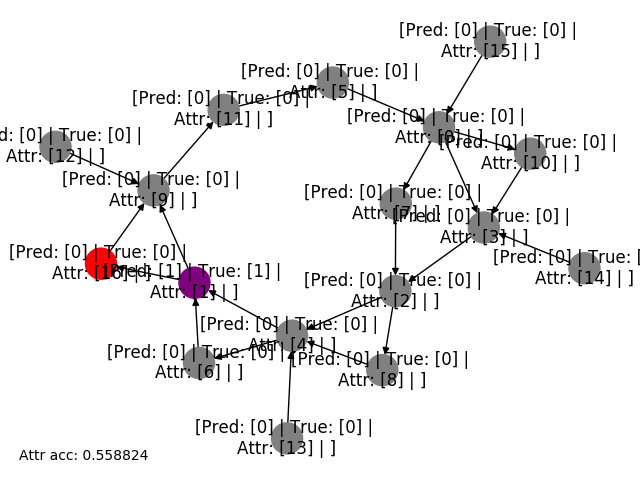 [Pred: [0] | True: [0] |
Attr: [15] | ]
[Pred: [0] | True: [0] |
Attr: [5] | ]
[Pred: [0] | True: [0] |
Attr: [11] | ]
[Pred: [0] | True: [0] |
Attr: [0] | ]
d: [0] | True: [0] |
Attr: [12] | ]
[Pred: [0] | True: [0] |
Attr: [10] | ]
[Pred: [0] | True: [0] |
Attr: [9] | ]
[Pred: [0] | True: [0] |
Attr: [7] | ]
[Pred: [0] | True: [0] |
Attr: [3] | ]
[Pred: [0] | True: [0] |
Attr: [16] | ]
[Pred: [1] | True: [1] |
Attr: [1] | ]
[Pred: [0] | True: [0] |
Attr: [14] | ]
[Pred: [0] | True: [0] |
Attr: [2] | ]
[Pred: [0] | True: [0] |
Attr: [4] | ]
[Pred: [0] | True: [0] |
Attr: [6] | ]
[Pred: [0] | True: [0] |
Attr: [8] | ]
[Pred: [0] | True: [0] |
Attr: [13] | ]
Attr acc: 0.558824